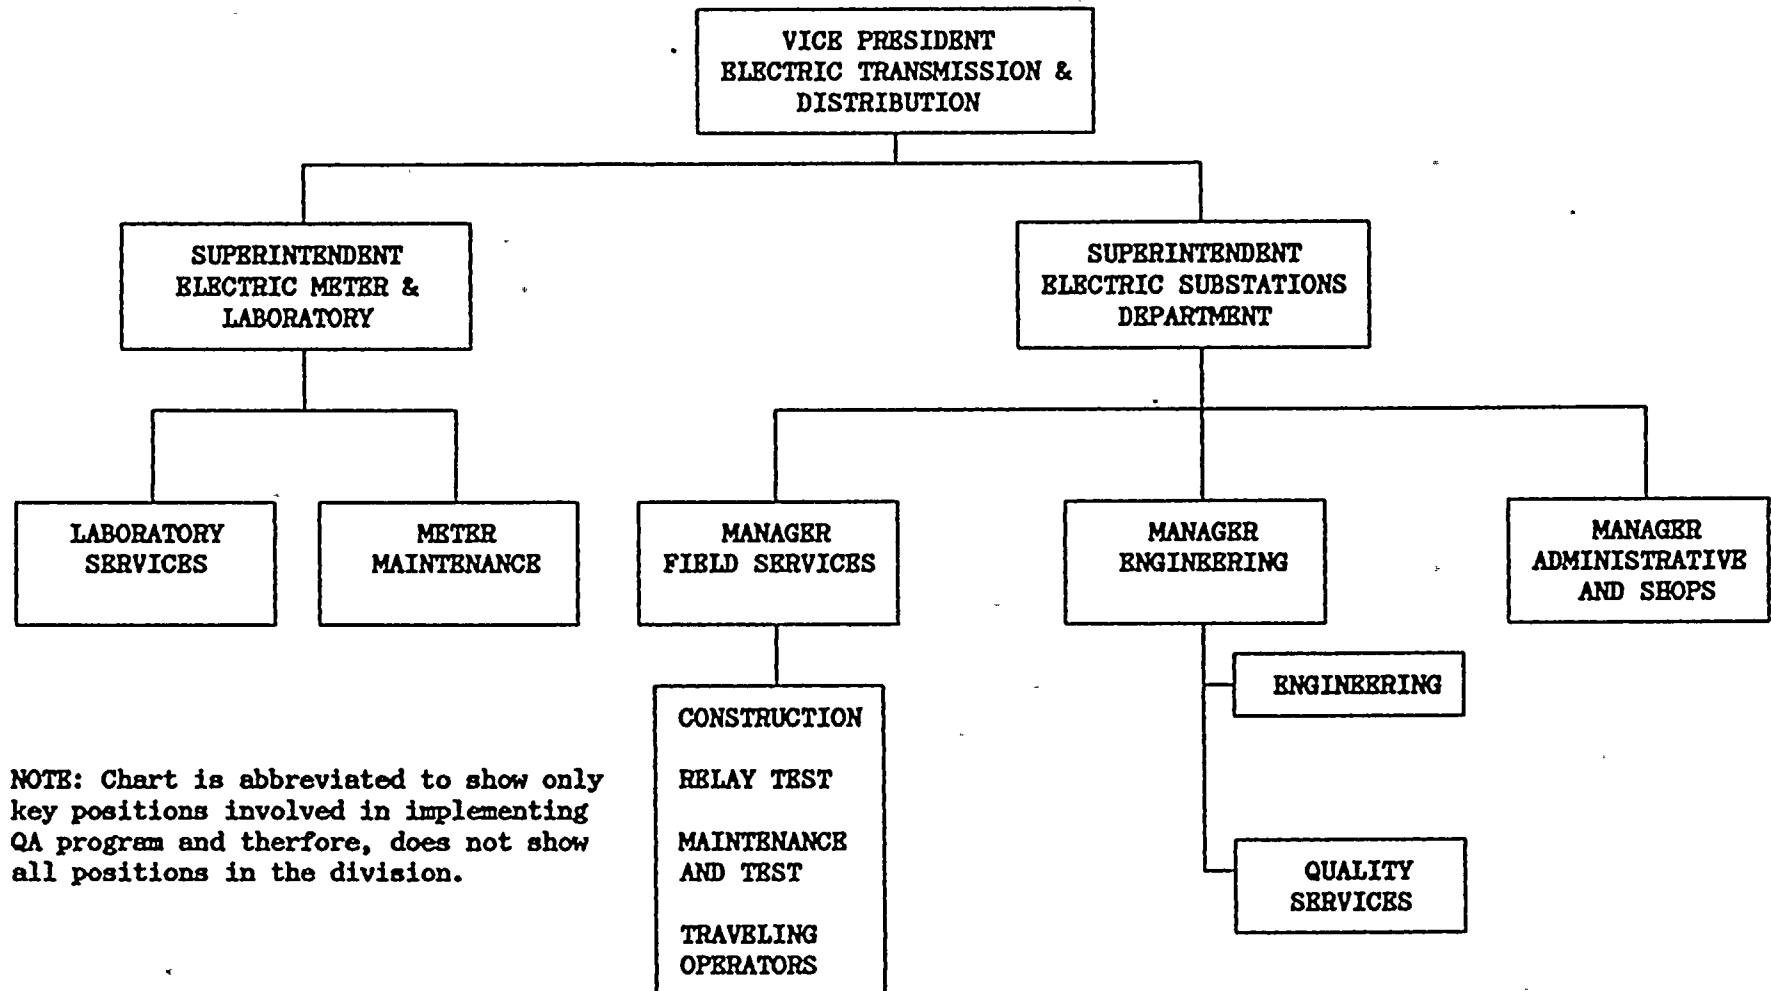 VICE PRESIDENT
ELECTRIC TRANSMISSION &
DISTRIBUTION
SUPERINTENDENT
ELECTRIC METER &
LABORATORY
SUPERINTENDENT
ELECTRIC SUBSTATIONS
DEPARTMENT
LABORATORY
SERVICES
METER
MAINTENANCE
MANAGER
FIELD SERVICES
MANAGER
ENGINEERING
MANAGER
ADMINISTRATIVE
AND SHOPS
ENGINEERING
QUALITY
SERVICES
CONSTRUCTION
RELAY TEST
MAINTENANCE
AND TEST
TRAVELING
OPERATORS
NOTE: Chart is abbreviated to show only
key positions involved in implementing
QA program and therfore, does not show
all positions in the division.